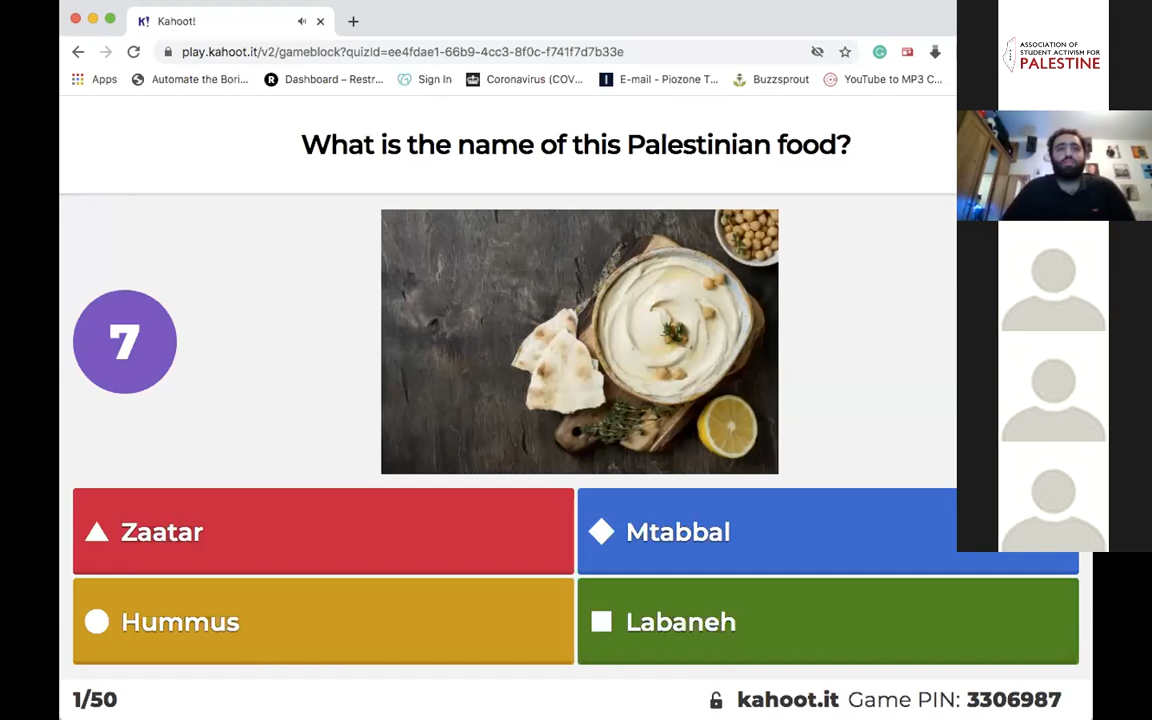 Kahoot!
play.kahoot.it/v2/gameblock?quizid=ee4fdae1-66b9-4cc3-8f0c-f741f7d7b33e
Apps Automate the Bori... Dashboard – Restr... Sign In Coronavirus (COV... E-mail - Piozone T... Buzzsprout YouTube to MP3 C...
ASSOCIATION OF
STUDENT ACTIVISM FOR
PALESTINE
What is the name of this Palestinian food?
7
Zaatar
Mtabbal
Hummus
Labaneh
1/50
kahoot.it Game PIN: 3306987